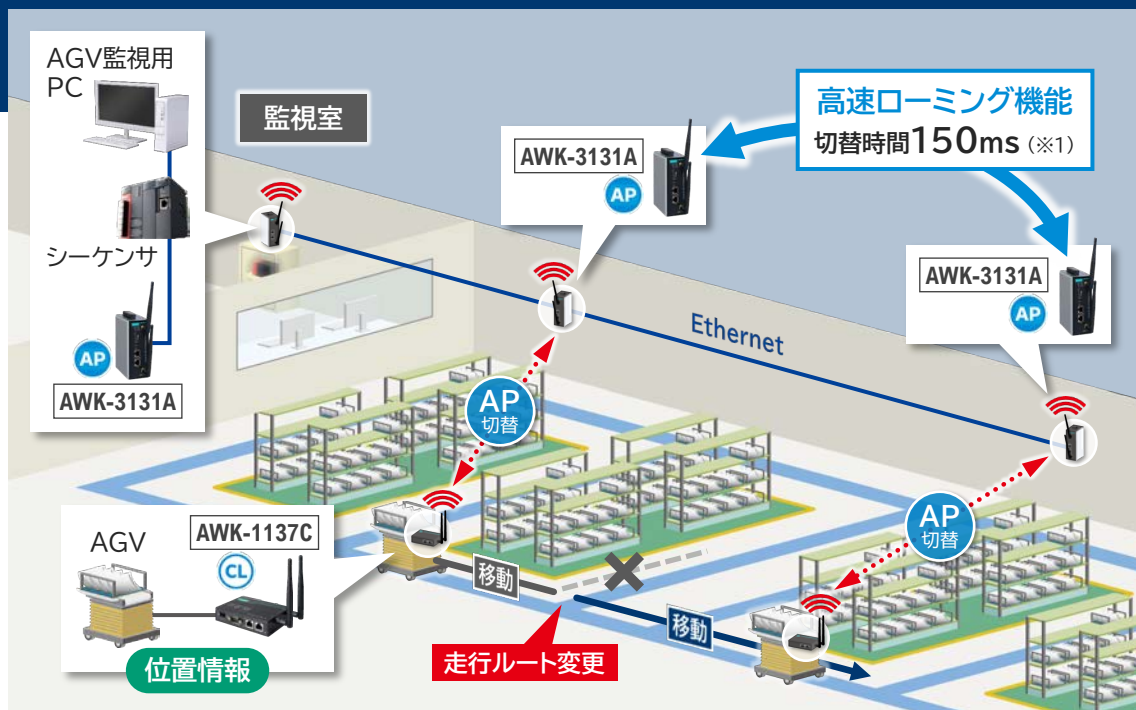 AGV監視用
PC
シーケンサ
AP
AWK-3131A
監視室
AWK-3131A
AP
高速ローミング機能
切替時間150ms（※1）
AWK-3131A
AP
Ethernet
AP
切替
AP
切替
AGV
AWK-1137C
CL
位置情報
移動
移動
走行ルート変更